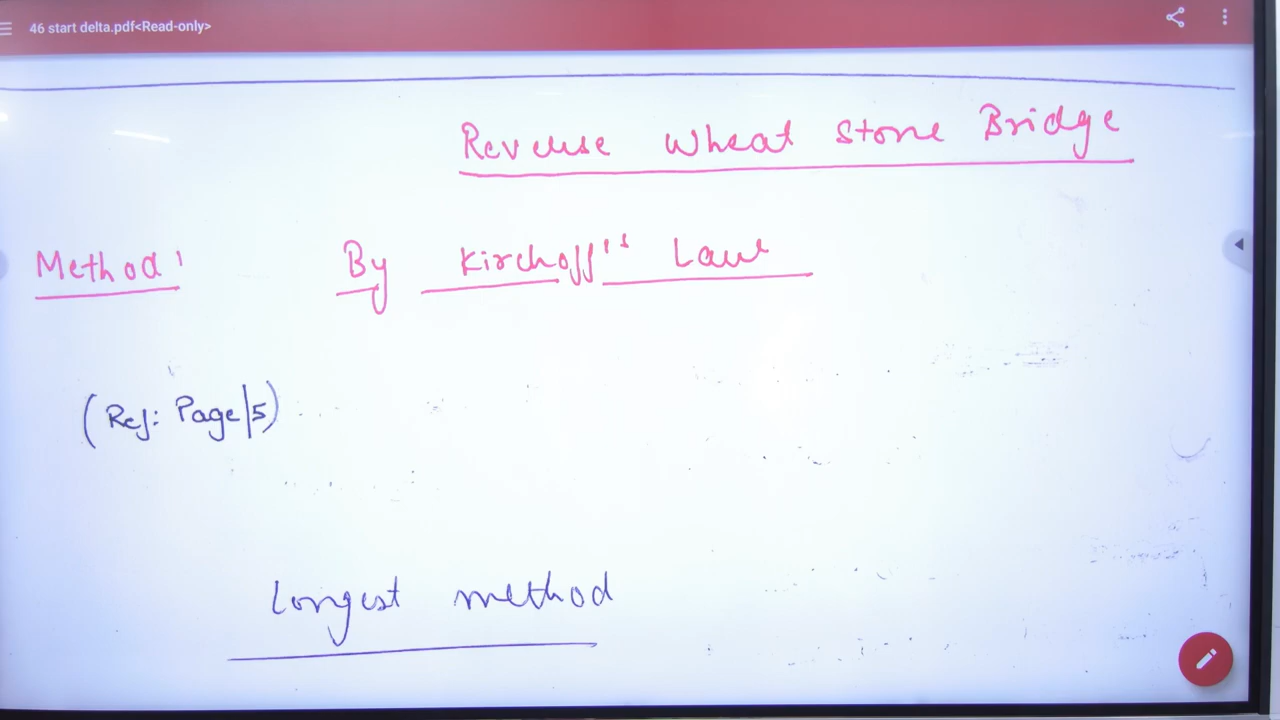 46 start delta.pdf<Read-only>
Reverse Wheat Stone Bridge
Method 1 By Kirchoff's Law
(Ref: Page 15)
Longest method